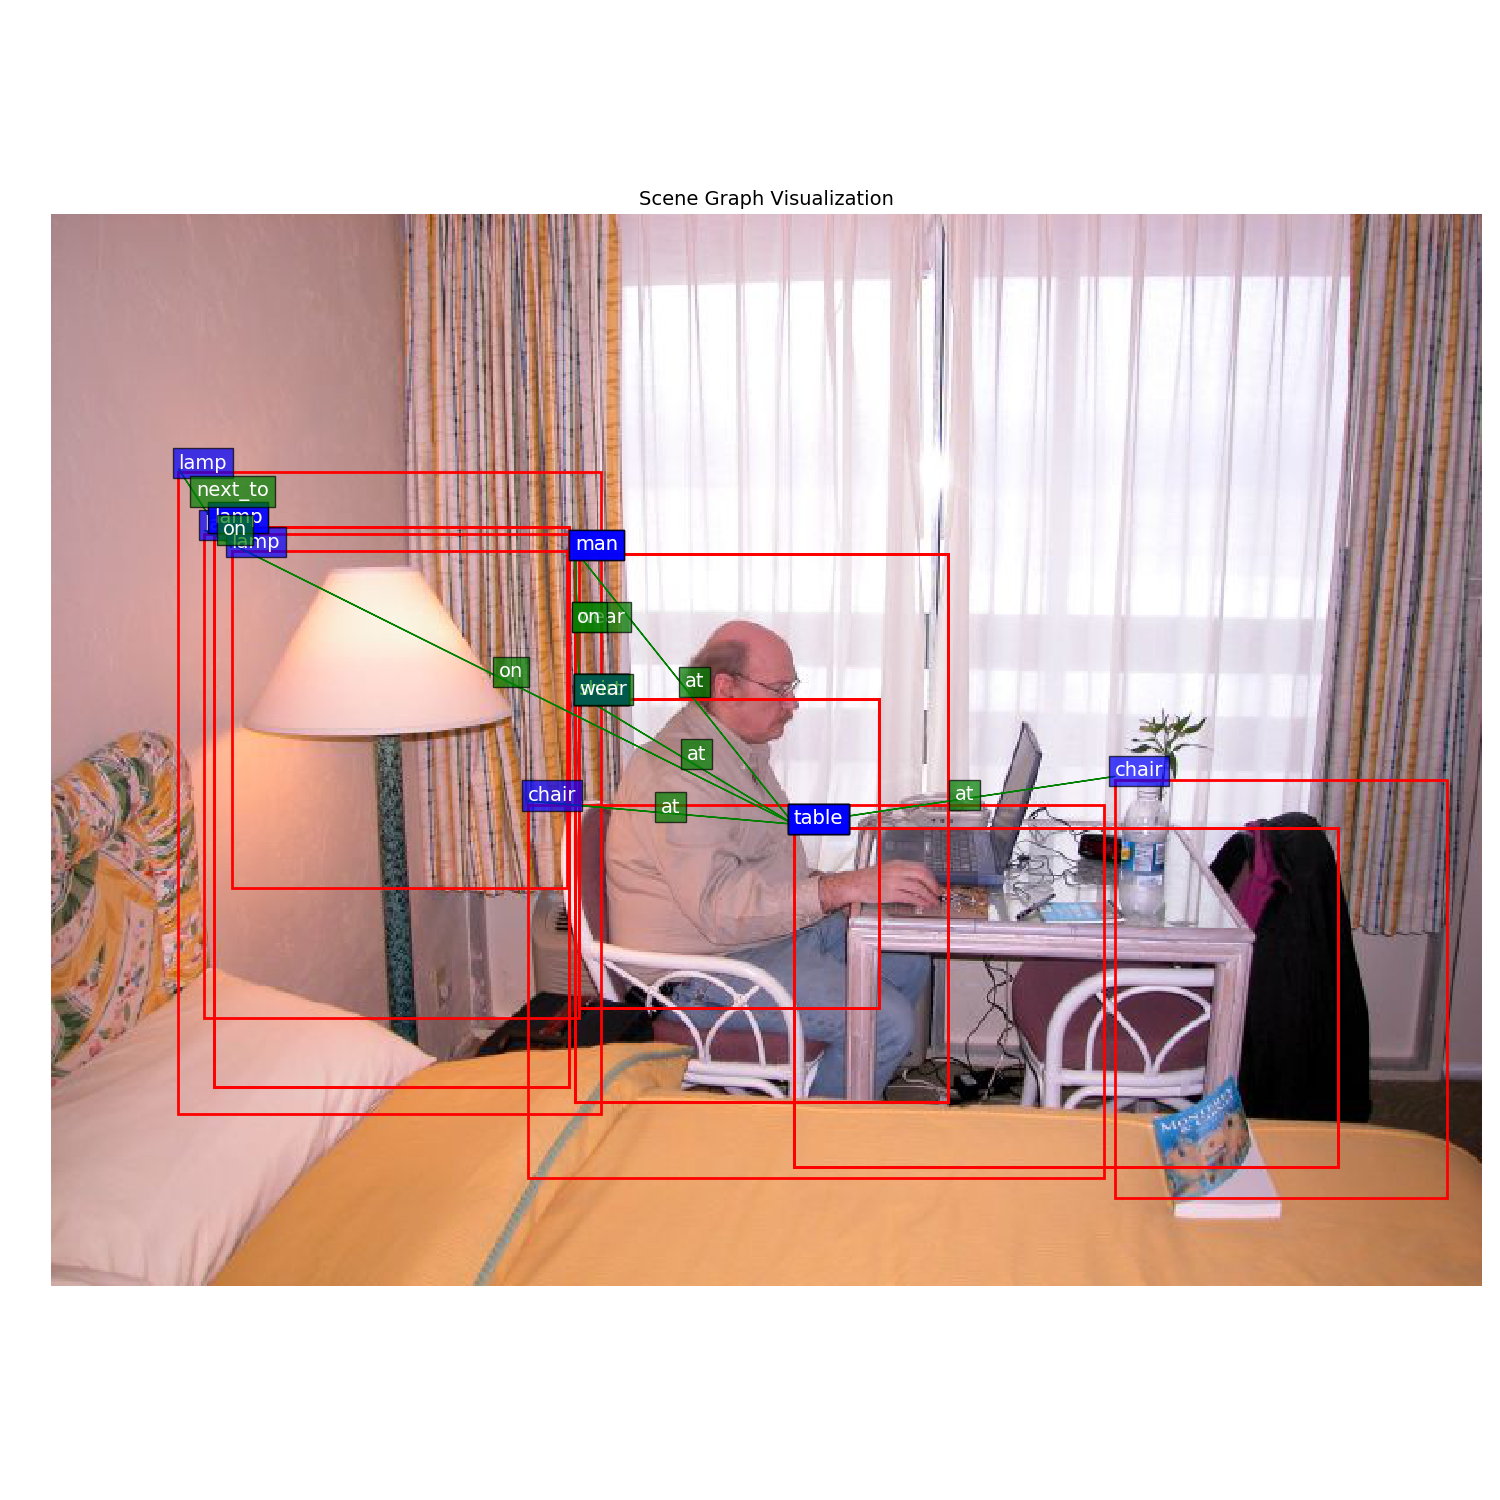 Scene Graph Visualization
lamp
next_to
lamp
on
lamp
man
on
ar
wear
on
at
at
chair
at
at
chair
table
MONTEREY